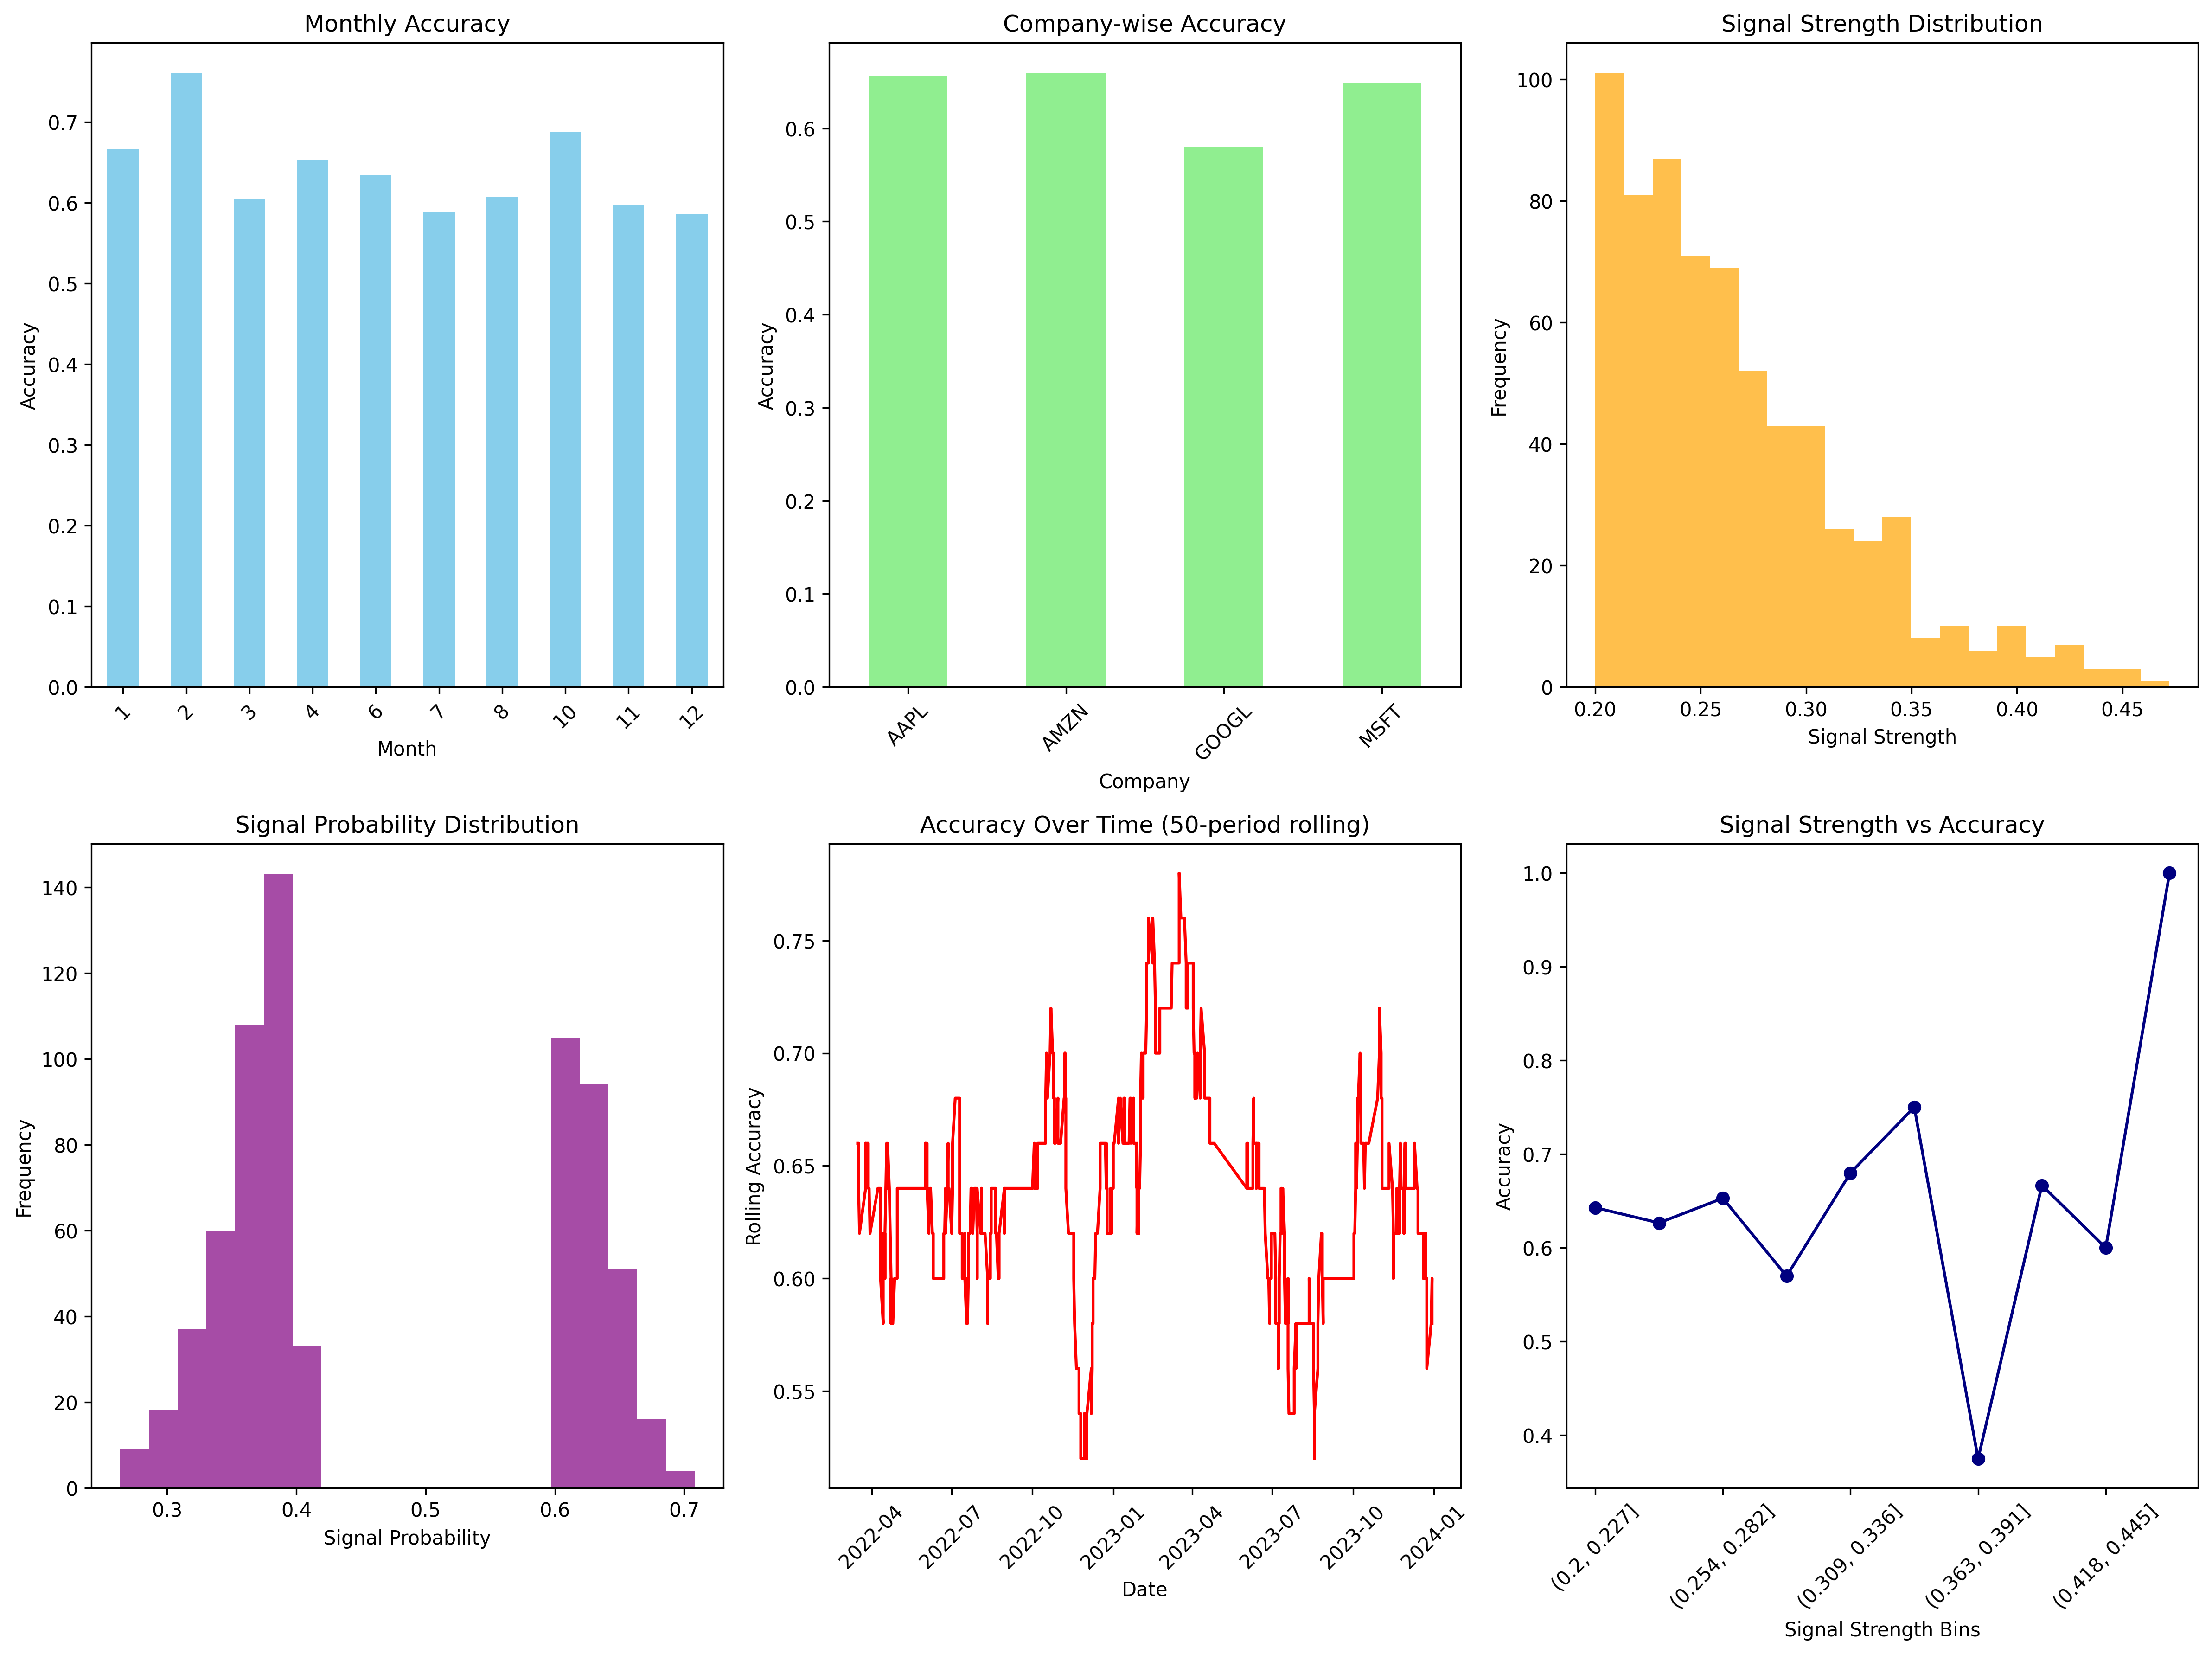 Monthly Accuracy
0.7
0.6
0.5
0.4
0.3
0.2
0.1
0.0
Accuracy
1 2 3 4 6 7 8 10 11 12
Month
Company-wise Accuracy
0.6
0.5
0.4
0.3
0.2
0.1
0.0
Accuracy
AAPL AMZN GOOGL MSFT
Company
Signal Strength Distribution
100
80
60
40
20
0
Frequency
0.20 0.25 0.30 0.35 0.40 0.45
Signal Strength
Signal Probability Distribution
140
120
100
80
60
40
20
0
Frequency
0.3 0.4 0.5 0.6 0.7
Signal Probability
Accuracy Over Time (50-period rolling)
0.75
0.70
0.65
0.60
0.55
Rolling Accuracy
2022-04 2022-07 2022-10 2023-01 2023-04 2023-07 2023-10 2024-01
Date
Signal Strength vs Accuracy
1.0
0.9
0.8
0.7
0.6
0.5
0.4
Accuracy
(0.2, 0.227] (0.254, 0.282] (0.309, 0.336] (0.363, 0.391] (0.418, 0.445]
Signal Strength Bins